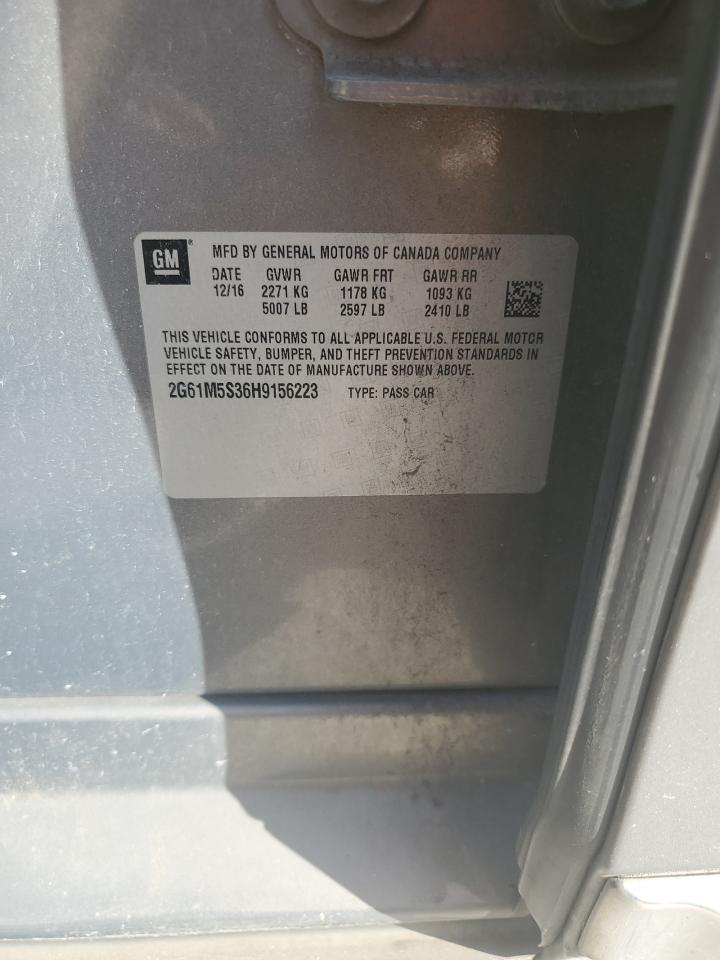 GM ®
MFD BY GENERAL MOTORS OF CANADA COMPANY
DATE GVWR GAWR FRT GAWR RR
12/16 2271 KG 1178 KG 1093 KG
5007 LB 2597 LB 2410 LB
THIS VEHICLE CONFORMS TO ALL APPLICABLE U.S. FEDERAL MOTOR
VEHICLE SAFETY, BUMPER, AND THEFT PREVENTION STANDARDS IN
EFFECT ON THE DATE OF MANUFACTURE SHOWN ABOVE.
2G61M5S36H9156223 TYPE: PASS CAR